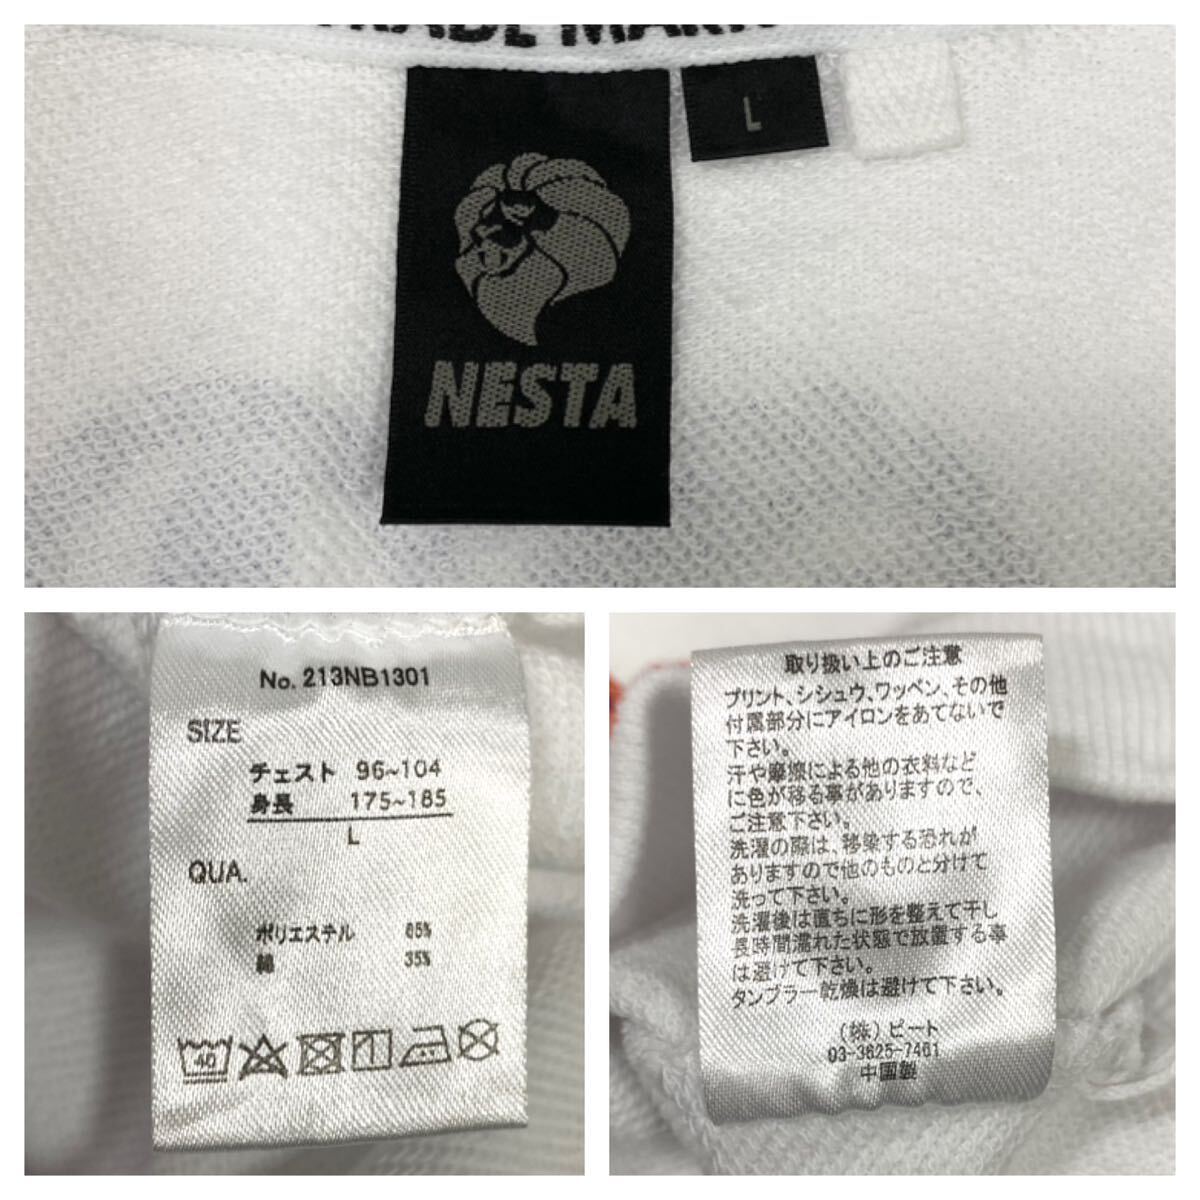 TRADE MARK
L
NESTA
No. 213NB1301
SIZE
チェスト 96~104
身長 175~185
L
QUA.
ポリエステル 65%
綿 35%
40
取り扱い上のご注意
プリント、シシュウ、ワッペン、その他
付属部分にアイロンをあてないで
下さい。
汗や摩擦による他の衣料など
に色が移る事がありますので、
ご注意下さい。
洗濯の際は、移染する恐れが
ありますので他のものと分けて
洗って下さい。
洗濯後は直ちに形を整えて干し
長時間濡れた状態で放置する事
は避けて下さい。
タンブラー乾燥は避けて下さい。
(株)ビート
03-3625-7461
中国製